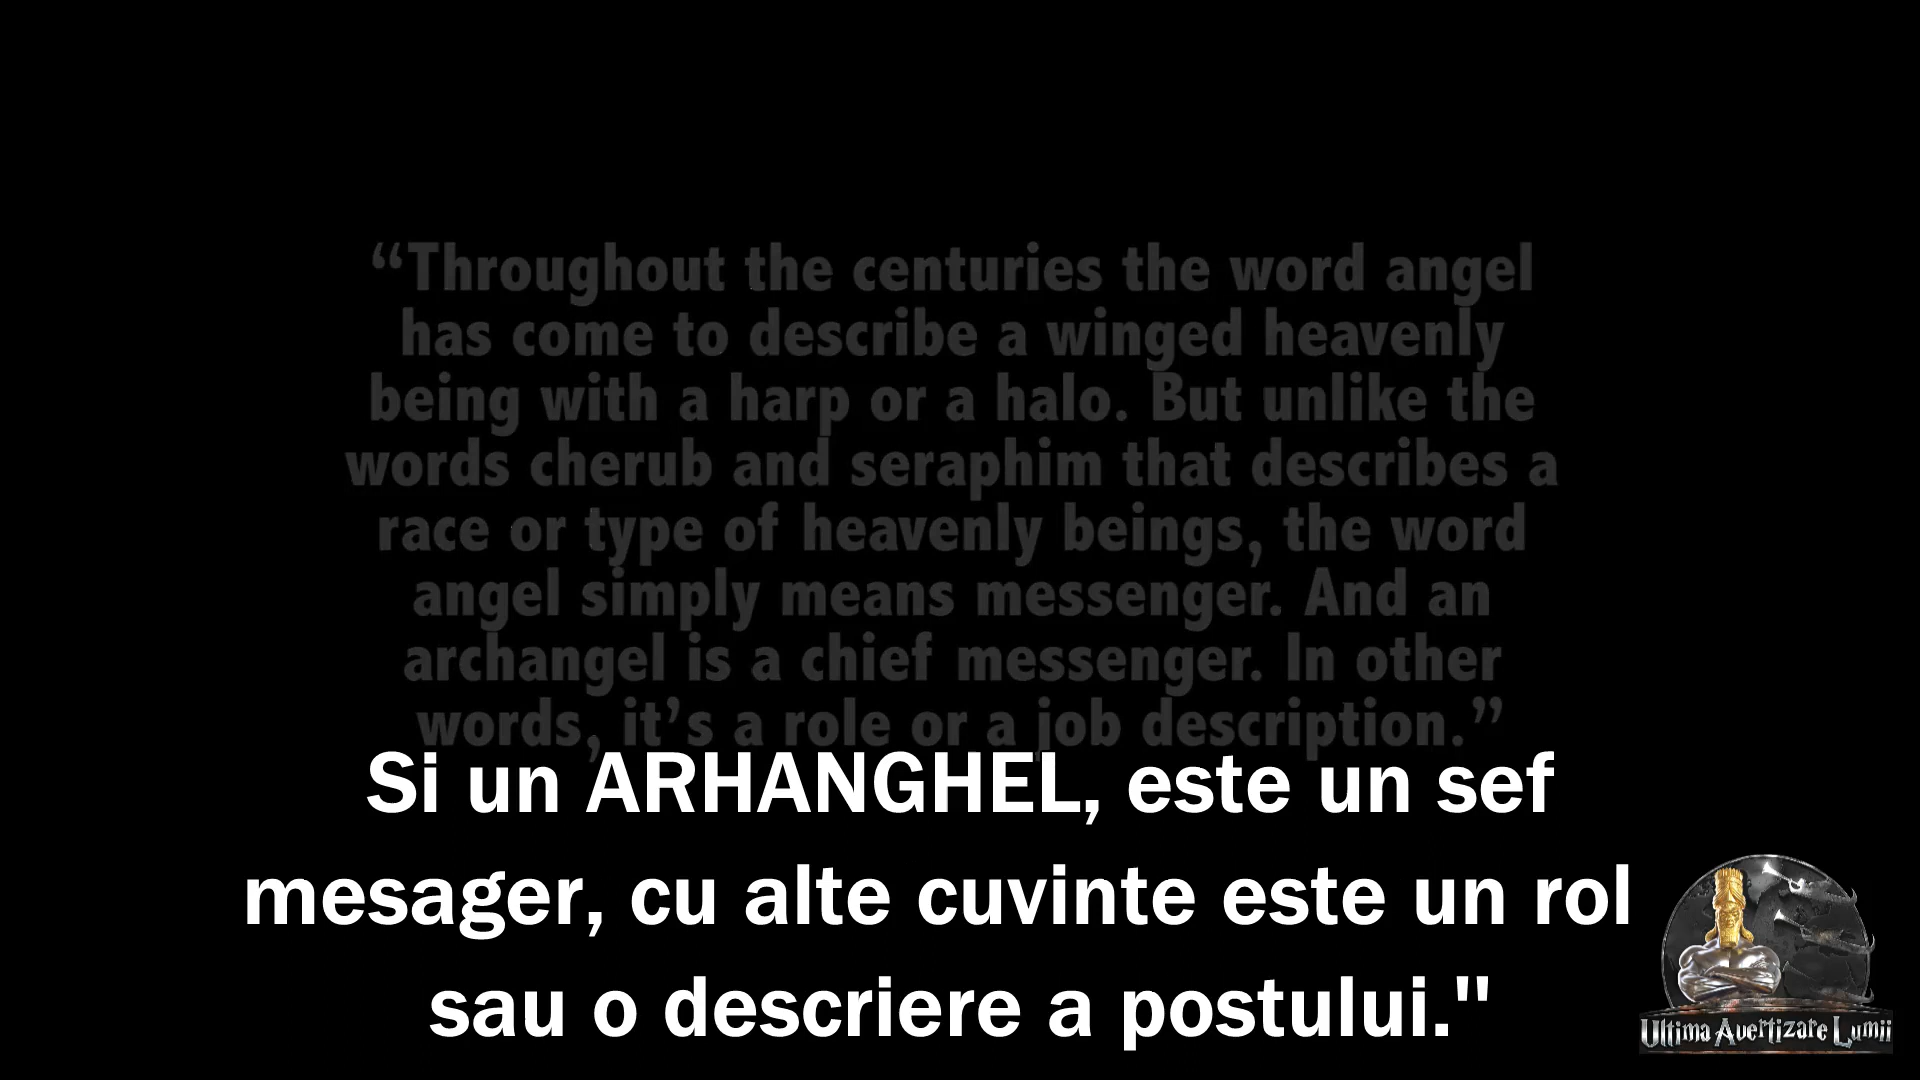 “Throughout the centuries the word angel
has come to describe a winged heavenly
being with a harp or a halo. But unlike the
words cherub and seraphim that describes a
race or type of heavenly beings, the word
angel simply means messenger. And an
archangel is a chief messenger. In other
words, it’s a role or a job description.”
Si un ARHANGHEL, este un sef
mesager, cu alte cuvinte este un rol
sau o descriere a postului."
Ultima Avertizare Lumii